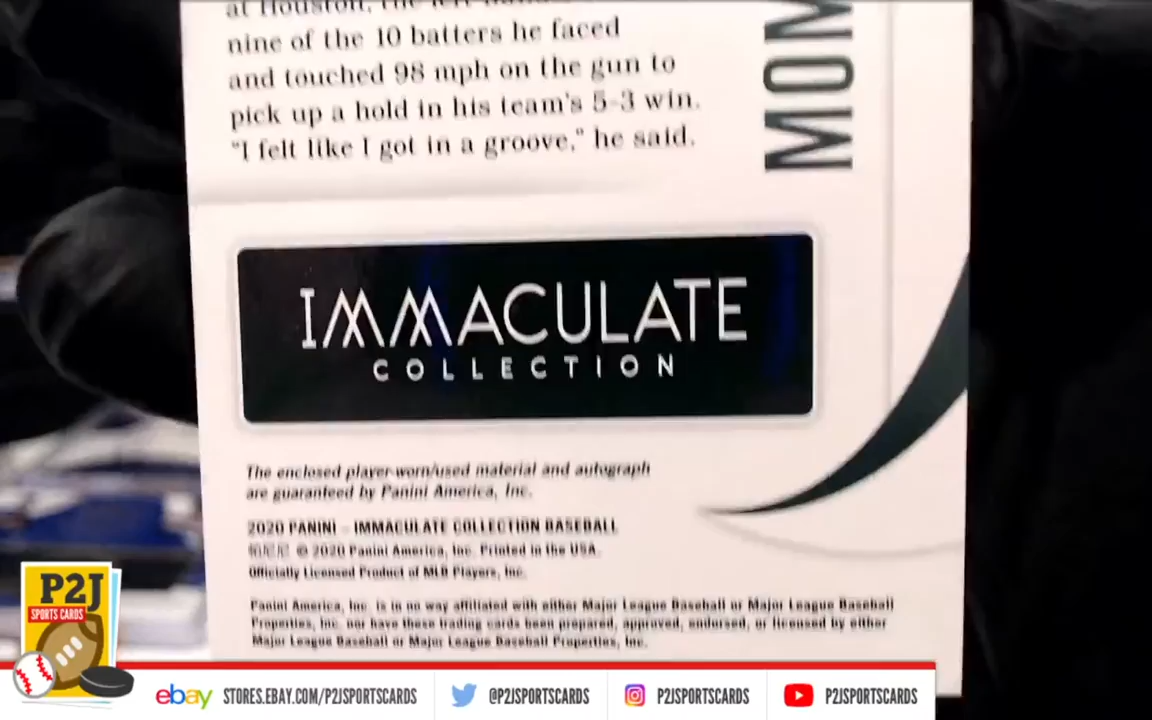 at Houston, the left-
nine of the 10 batters he faced
and touched 98 mph on the gun to
pick up a hold in his team's 5-3 win.
"I felt like I got in a groove," he said.
MOM
IMMACULATE
COLLECTION
The enclosed player-worn/used material and autograph
are guaranteed by Panini America, Inc.
2020 PANINI – IMMACULATE COLLECTION BASEBALL
© 2020 Panini America, Inc. Printed in the USA.
Officially Licensed Product of MLB Players, Inc.
Panini America, Inc. is in no way affiliated with either Major League Baseball or Major League Baseball
Properties, Inc. nor have these trading cards been prepared, approved, endorsed, or licensed by either
Major League Baseball or Major League Baseball Properties, Inc.
P2J
SPORTS CARDS
ebay STORES.EBAY.COM/P2JSPORTSCARDS @P2JSPORTSCARDS P2JSPORTSCARDS P2JSPORTSCARDS